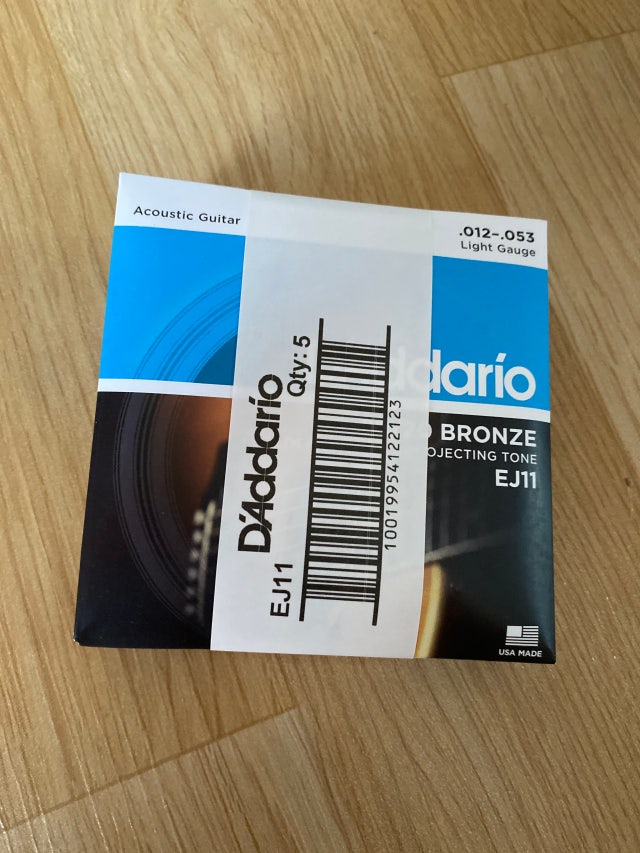 Acoustic Guitar
.012-.053
Light Gauge
D'Addario
Qty: 5
EJ11
10019954122123
ddarío
BRONZE
OJECTING TONE
EJ11
USA MADE